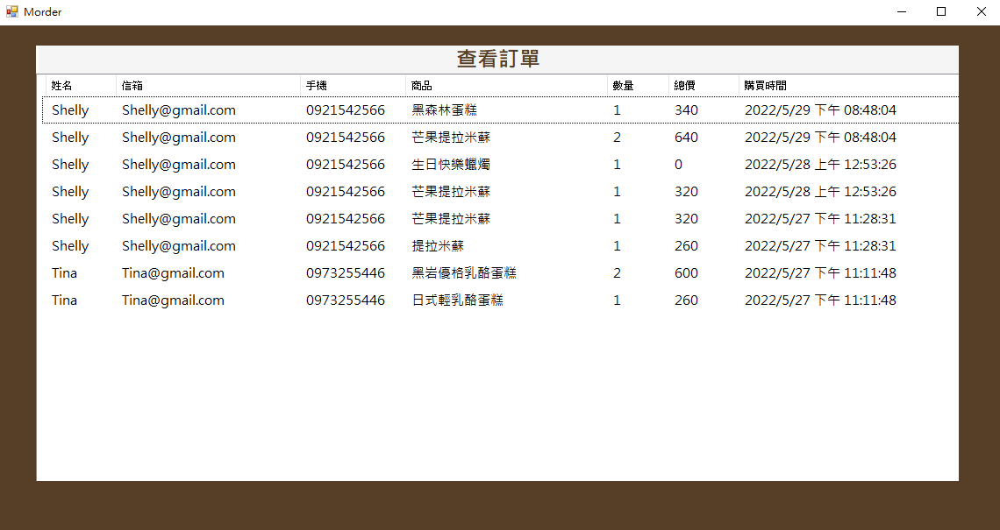 Morder
查看訂單
姓名 信箱 手機 商品 數量 總價 購買時間
Shelly Shelly@gmail.com 0921542566 黑森林蛋糕 1 340 2022/5/29 下午 08:48:04
Shelly Shelly@gmail.com 0921542566 芒果提拉米蘇 2 640 2022/5/29 下午 08:48:04
Shelly Shelly@gmail.com 0921542566 生日快樂蠟燭 1 0 2022/5/28 上午 12:53:26
Shelly Shelly@gmail.com 0921542566 芒果提拉米蘇 1 320 2022/5/28 上午 12:53:26
Shelly Shelly@gmail.com 0921542566 芒果提拉米蘇 1 320 2022/5/27 下午 11:28:31
Shelly Shelly@gmail.com 0921542566 提拉米蘇 1 260 2022/5/27 下午 11:28:31
Tina Tina@gmail.com 0973255446 黑岩優格乳酪蛋糕 2 600 2022/5/27 下午 11:11:48
Tina Tina@gmail.com 0973255446 日式輕乳酪蛋糕 1 260 2022/5/27 下午 11:11:48